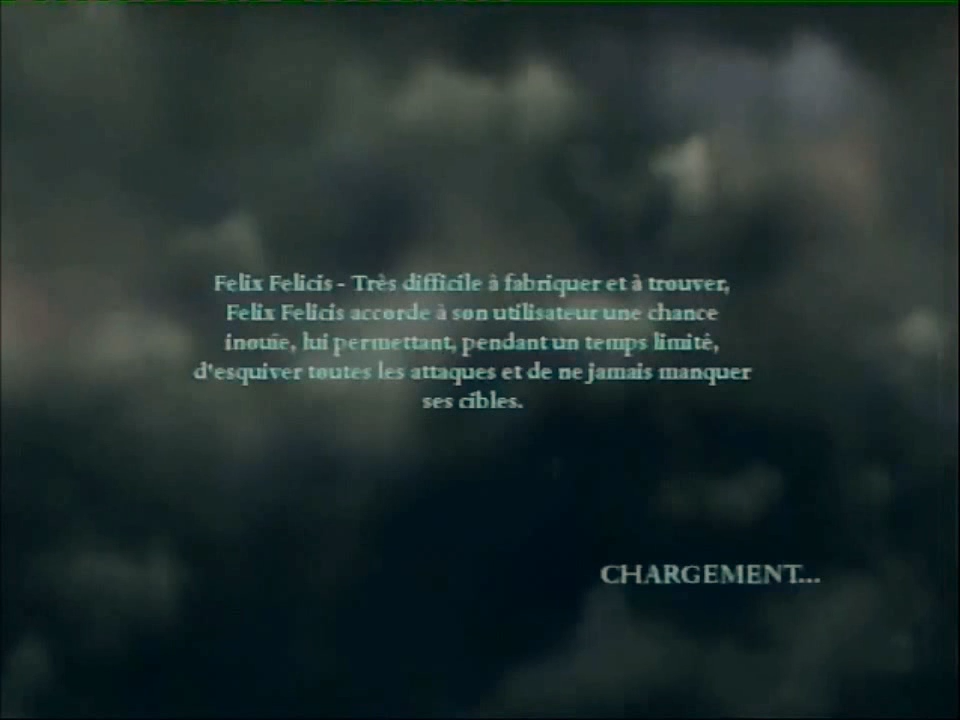 Felix Felicis - Très difficile à fabriquer et à trouver,
Felix Felicis accorde à son utilisateur une chance
inouïe, lui permettant, pendant un temps limité,
d'esquiver toutes les attaques et de ne jamais manquer
ses cibles.
CHARGEMENT...